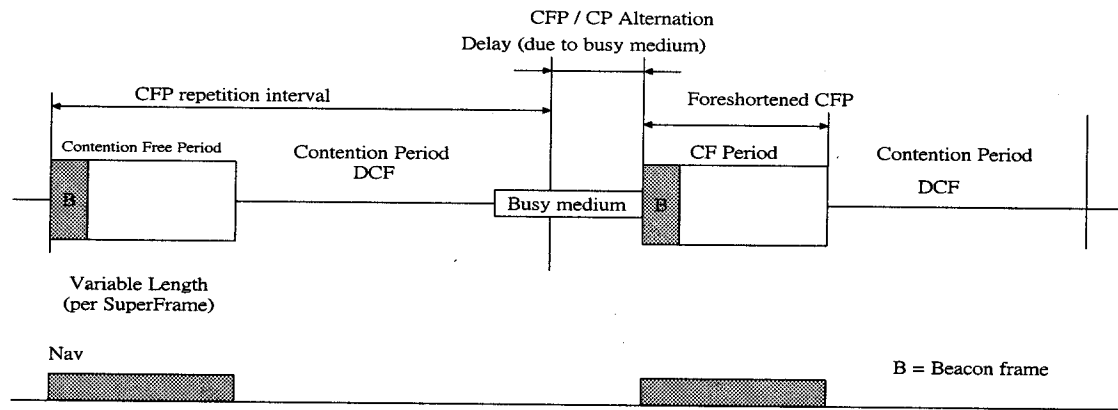 CFP / CP Alternation
Delay (due to busy medium)
CFP repetition interval
Foreshortened CFP
Contention Free Period
Contention Period
DCF
CF Period
Contention Period
DCF
B
Busy medium
B
Variable Length
(per SuperFrame)
Nav
B = Beacon frame